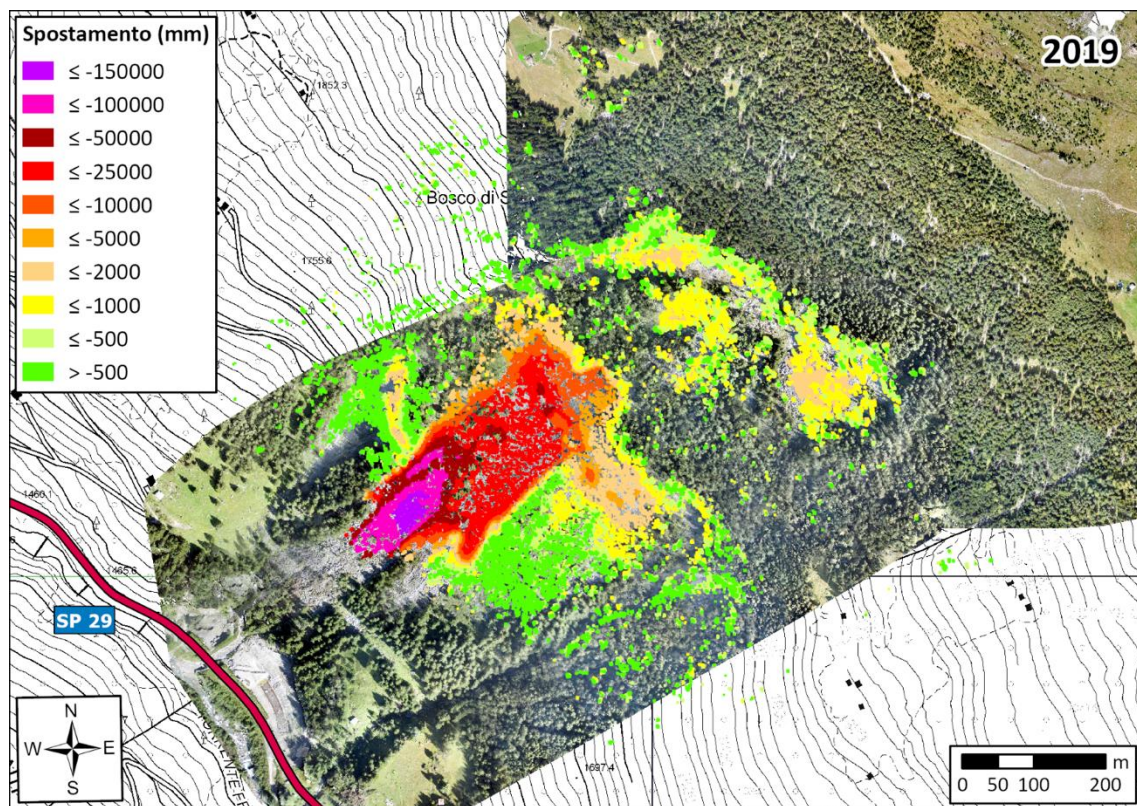 Spostamento (mm)
≤ -150000
≤ -100000
≤ -50000
≤ -25000
≤ -10000
≤ -5000
≤ -2000
≤ -1000
≤ -500
> -500
2019
1852.3
Bosco di S
1755.6
1460.1
1465.6
SP 29
N
W E
S
1697.4
m
0 50 100 200